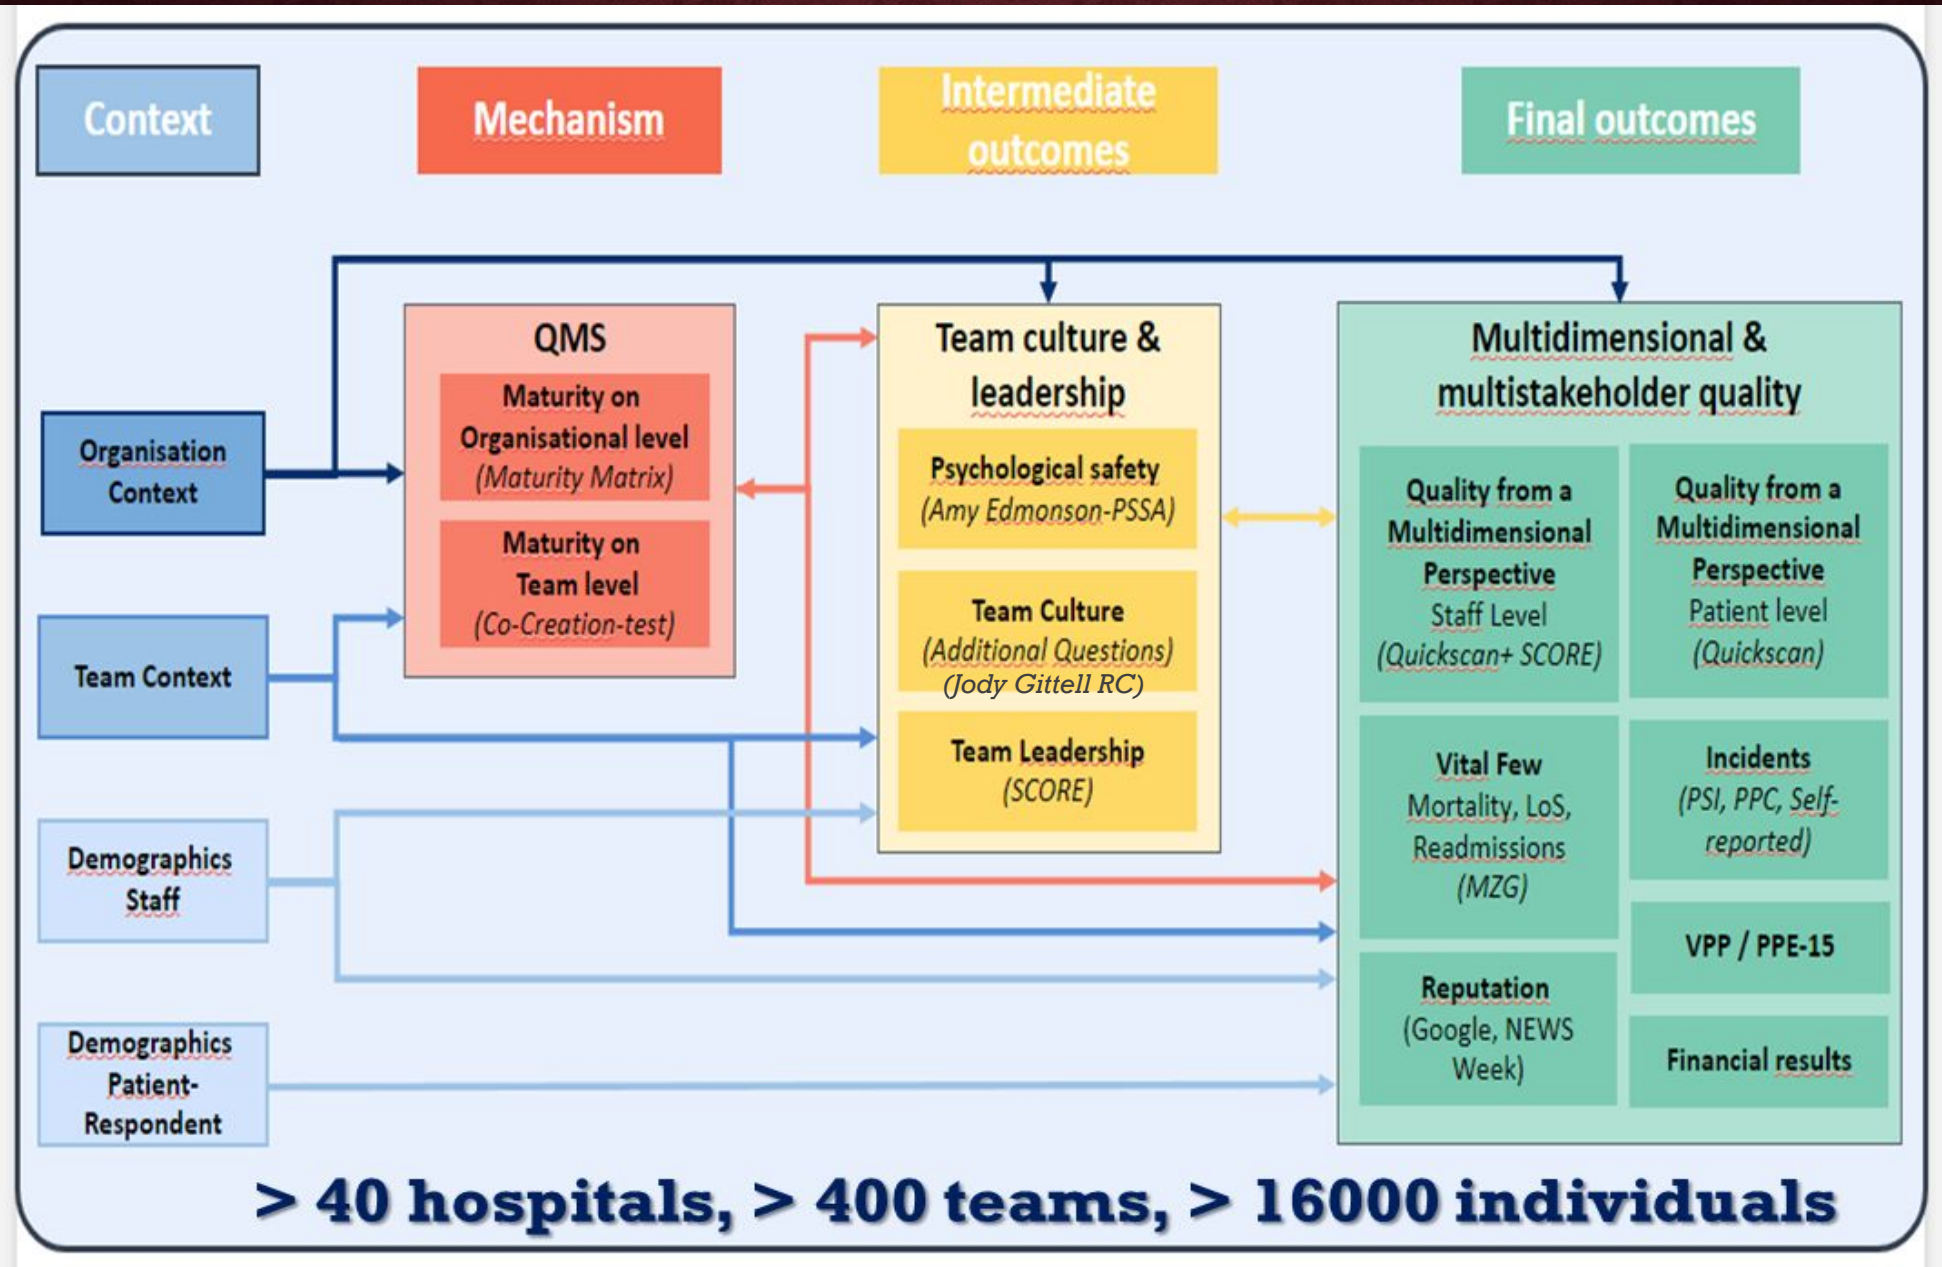 Context
Mechanism
Intermediate
outcomes
Final outcomes
Organisation
Context
Team Context
Demographics
Staff
Demographics
Patient-
Respondent
QMS
Maturity on
Organisational level
(Maturity Matrix)
Maturity on
Team level
(Co-Creation-test)
Team culture &
leadership
Psychological safety
(Amy Edmonson-PSSA)
Team Culture
(Additional Questions)
(Jody Gittell RC)
Team Leadership
(SCORE)
Multidimensional &
multistakeholder quality
Quality from a
Multidimensional
Perspective
Staff Level
(Quickscan+ SCORE)
Quality from a
Multidimensional
Perspective
Patient level
(Quickscan)
Vital Few
Mortality, LoS,
Readmissions
(MZG)
Incidents
(PSI, PPC, Self-
reported)
VPP / PPE-15
Reputation
(Google, NEWS
Week)
Financial results
> 40 hospitals, > 400 teams, > 16000 individuals